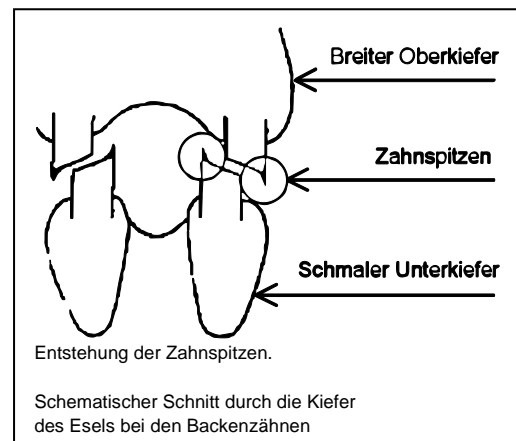 Breiter Oberkiefer
Zahnspitzen
Schmaler Unterkiefer
Entstehung der Zahnspitzen.
Schematischer Schnitt durch die Kiefer
des Esels bei den Backenzähnen